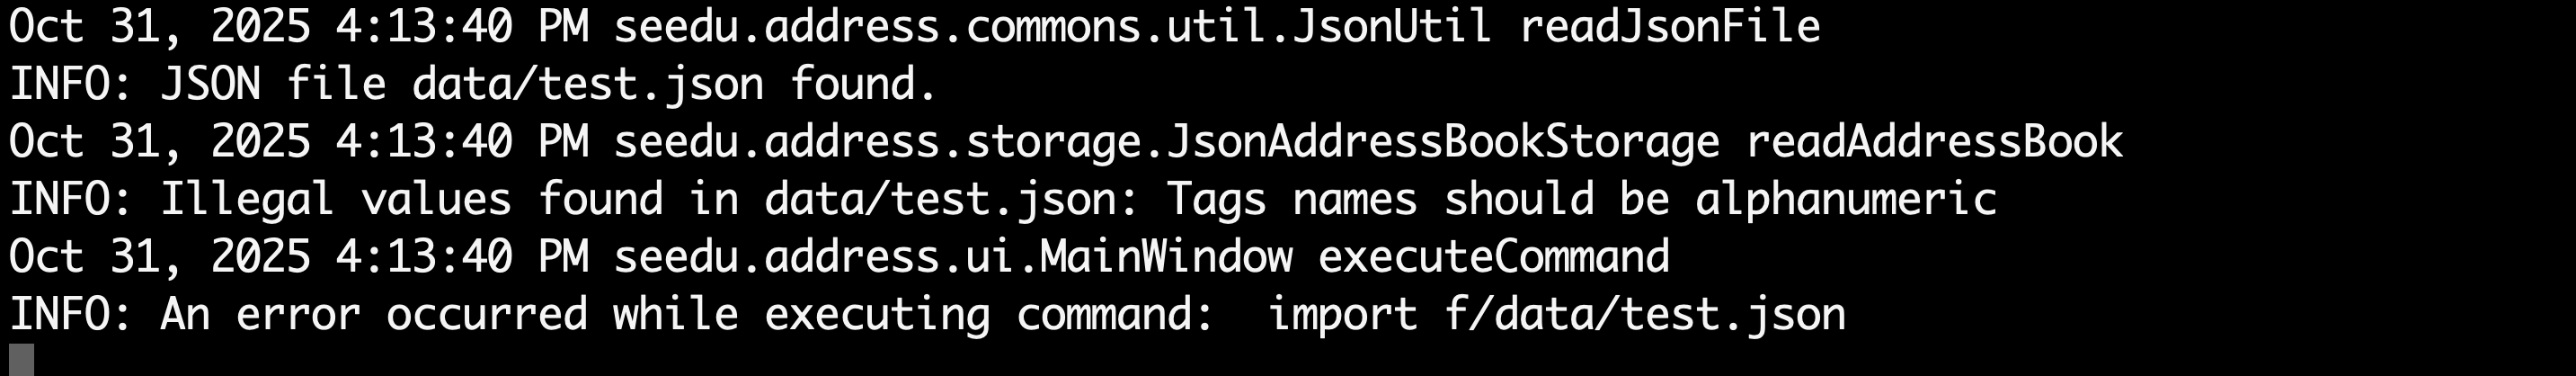 Oct 31, 2025 4:13:40 PM seedu.address.commons.util.JsonUtil readJsonFile
INFO: JSON file data/test.json found.
Oct 31, 2025 4:13:40 PM seedu.address.storage.JsonAddressBookStorage readAddressBook
INFO: Illegal values found in data/test.json: Tags names should be alphanumeric
Oct 31, 2025 4:13:40 PM seedu.address.ui.MainWindow executeCommand
INFO: An error occurred while executing command:  import f/data/test.json